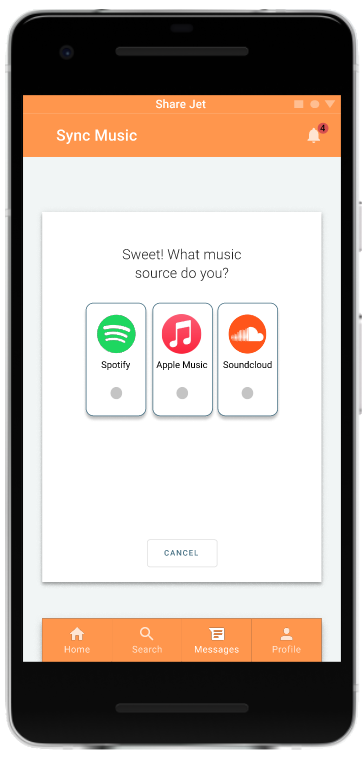 Share Jet
Sync Music
4
Sweet! What music
source do you?
Spotify
Apple Music
Soundcloud
CANCEL
Home
Search
Messages
Profile